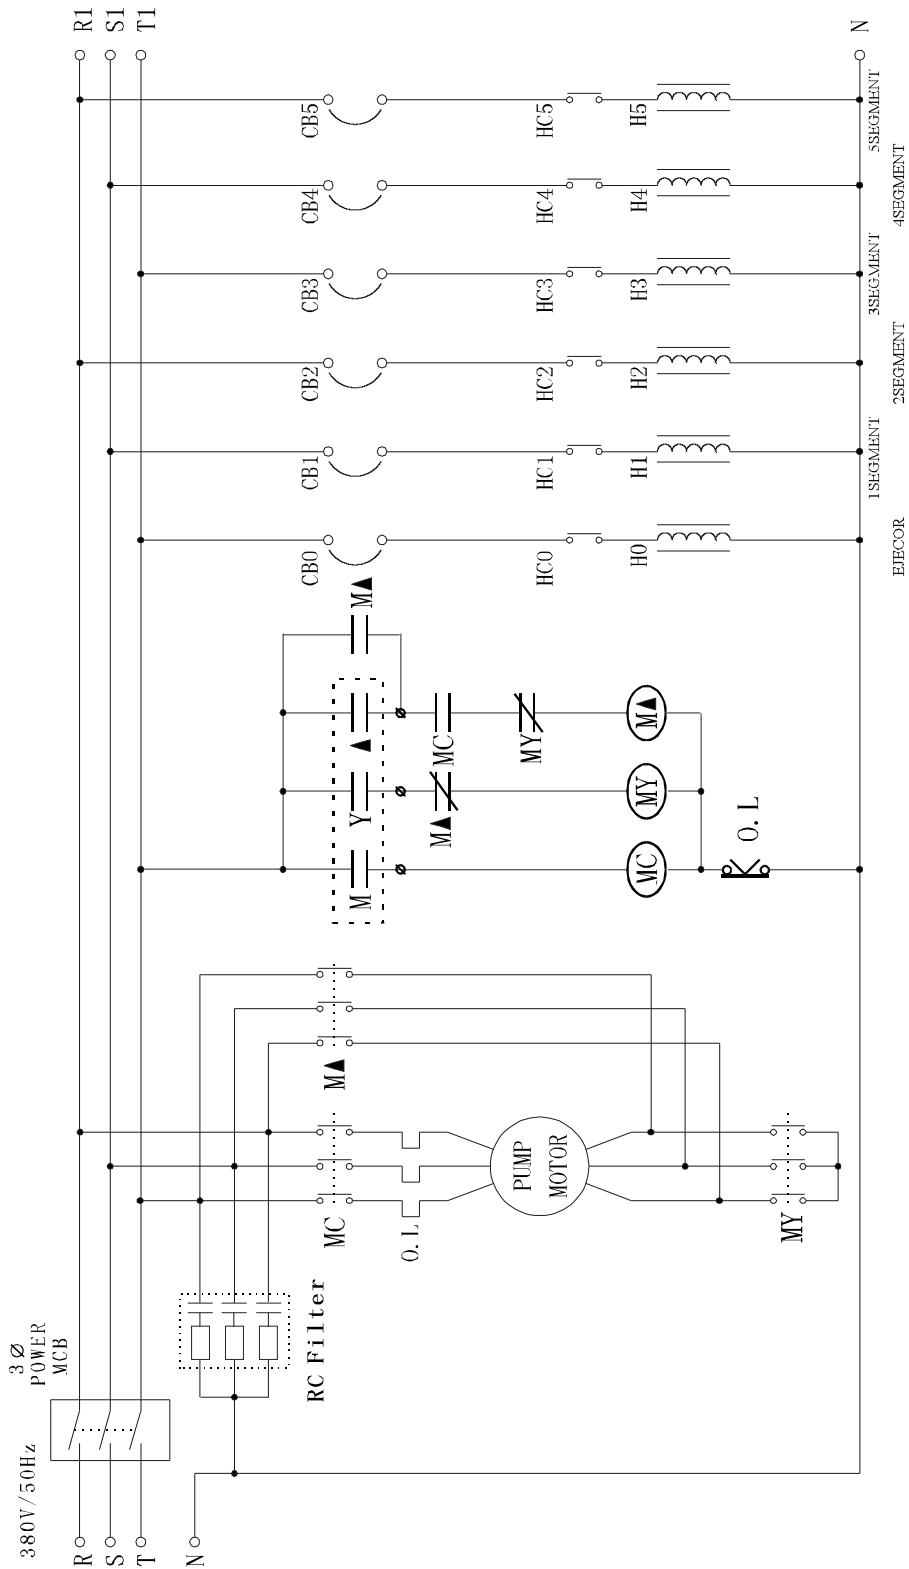 380V/50Hz
3Ø
POWER
MCB
R
S
T
N
R1
S1
T1
N
RC Filter
MC
O.L
M▲
PUMP
MOTOR
MY
M
Y
▲
M▲
M▲
MC
MY
MC
MY
M▲
O.L
CB0
CB1
CB2
CB3
CB4
CB5
HC0
HC1
HC2
HC3
HC4
HC5
H0
H1
H2
H3
H4
H5
EJECOR
1SEGMENT
2SEGMENT
3SEGMENT
4SEGMENT
5SEGMENT